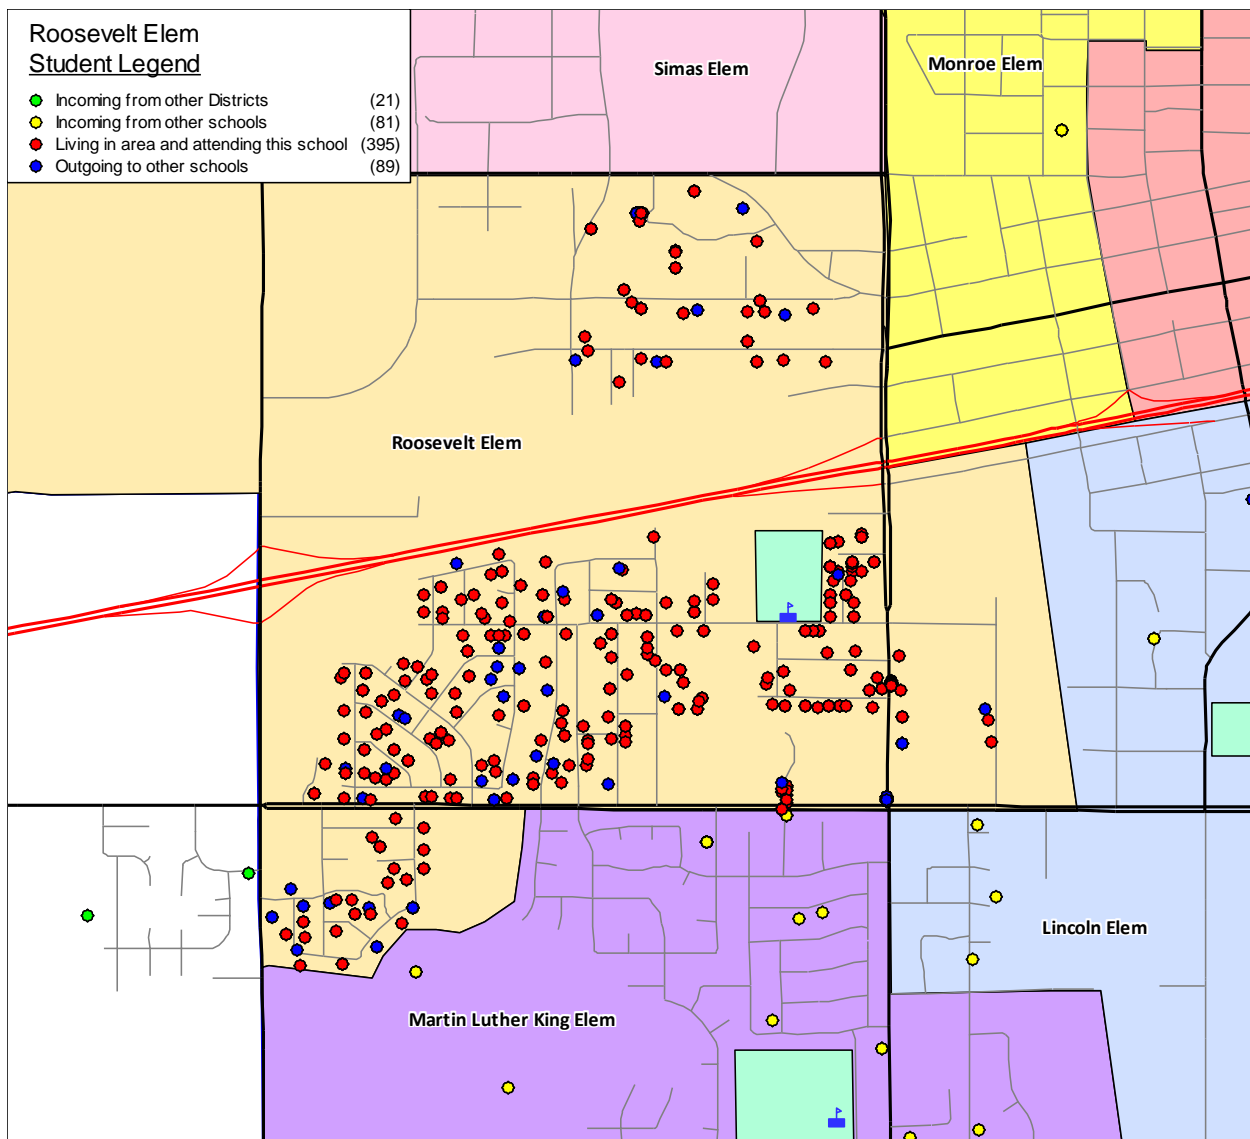 Roosevelt Elem
Student Legend
Incoming from other Districts (21)
Incoming from other schools (81)
Living in area and attending this school (395)
Outgoing to other schools (89)
Simas Elem
Monroe Elem
Roosevelt Elem
Lincoln Elem
Martin Luther King Elem